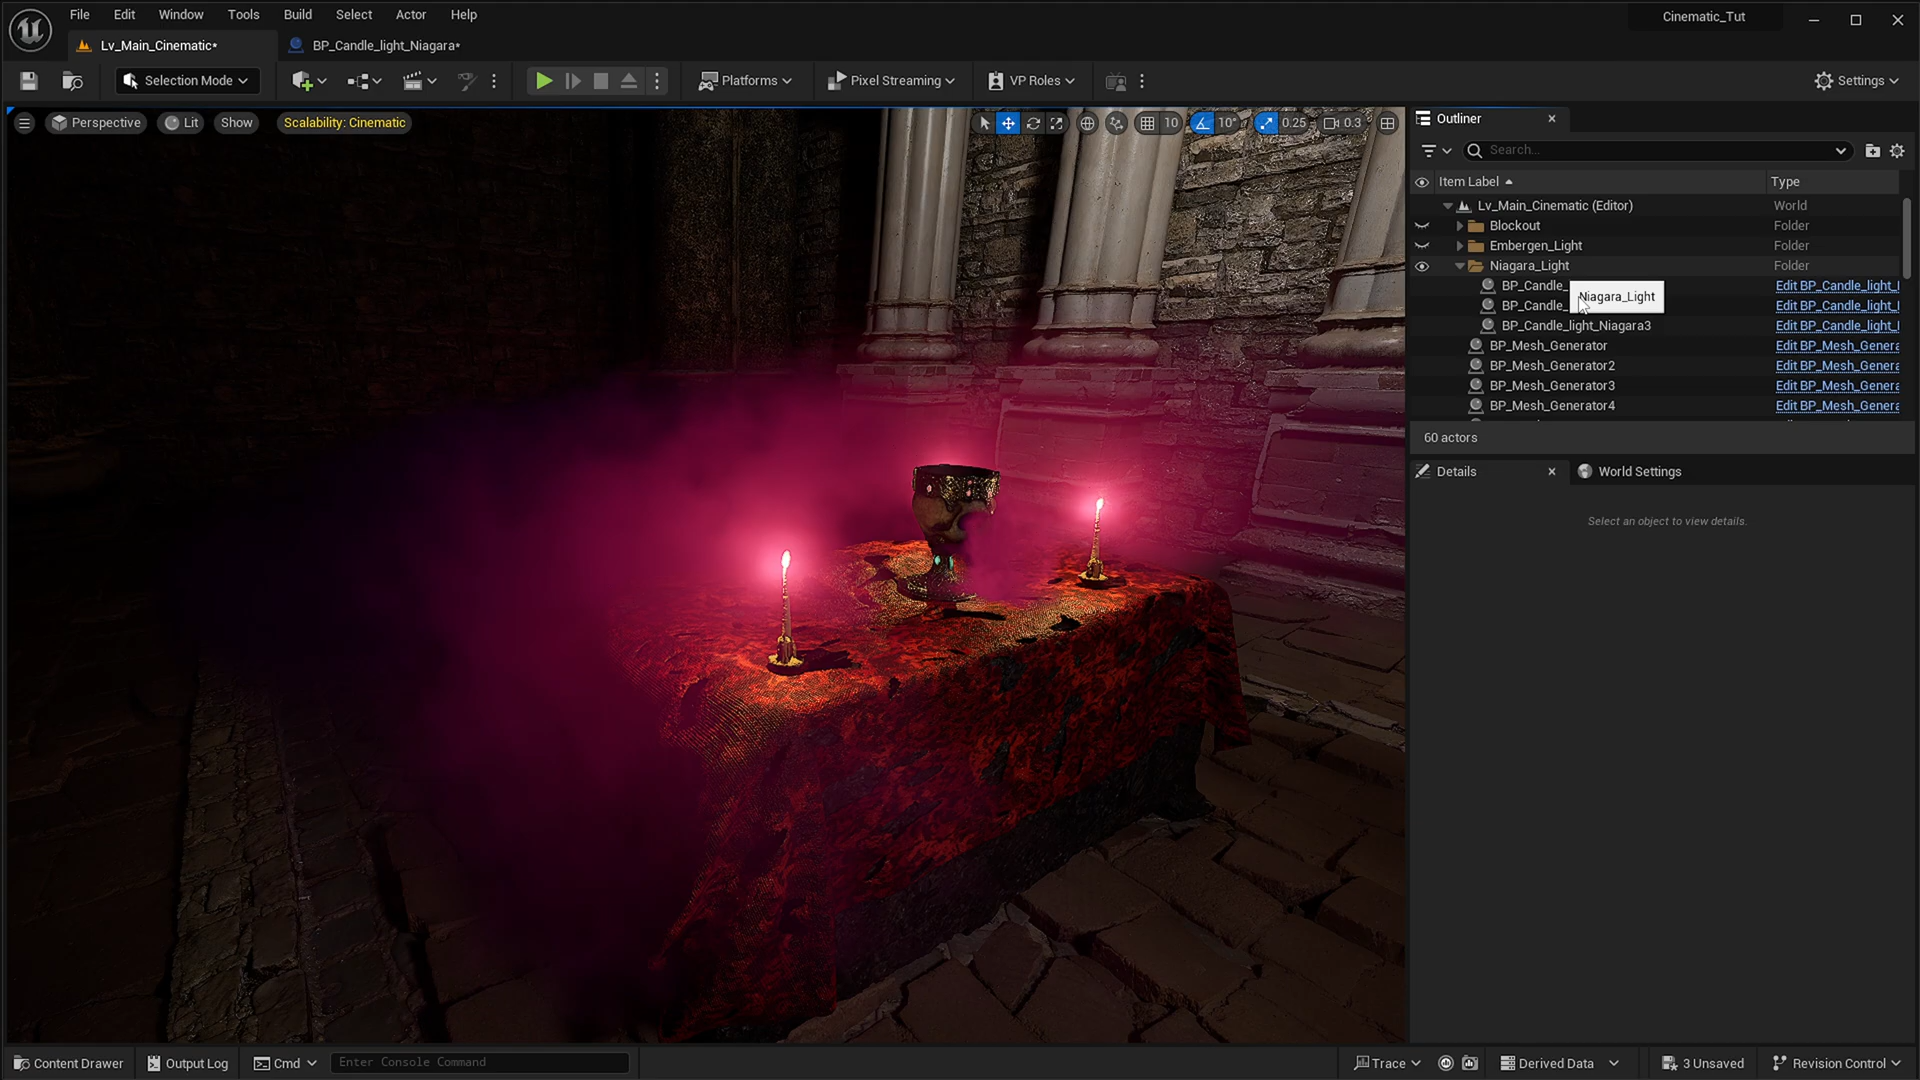 File Edit Window Tools Build Select Actor Help
Cinematic_Tut
Lv_Main_Cinematic*
BP_Candle_light_Niagara*
Selection Mode
Platforms
Pixel Streaming
VP Roles
Settings
Perspective
Lit
Show
Scalability: Cinematic
10
10°
0.25
0.3
Outliner
Search...
Item Label
Type
Lv_Main_Cinematic (Editor)
World
Blockout
Folder
Embergen_Light
Folder
Niagara_Light
Folder
BP_Candle_
Edit BP_Candle_light_
Niagara_Light
BP_Candle_
Edit BP_Candle_light_
BP_Candle_light_Niagara3
Edit BP_Candle_light_
BP_Mesh_Generator
Edit BP_Mesh_Genera
BP_Mesh_Generator2
Edit BP_Mesh_Genera
BP_Mesh_Generator3
Edit BP_Mesh_Genera
BP_Mesh_Generator4
Edit BP_Mesh_Genera
60 actors
Details
World Settings
Select an object to view details.
Content Drawer
Output Log
Cmd
Enter Console Command
Trace
Derived Data
3 Unsaved
Revision Control